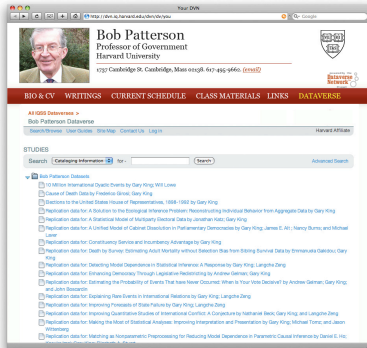 Your DVN
http://dvn.iq.harvard.edu/dvn/dv/you
Google
Bob Patterson
Professor of Government
Harvard University
1737 Cambridge St. Cambridge, Mass 02138. 617-495-9662. (email)
Dataverse
Network
BIO & CV WRITINGS CURRENT SCHEDULE CLASS MATERIALS LINKS DATAVERSE
All IQSS Dataverses >
Bob Patterson Dataverse
Search/Browse User Guides Site Map Contact Us Log in
Harvard Affiliate
STUDIES
Search Cataloging Information for - Search Advanced Search
Bob Patterson Datasets
10 Million International Dyadic Events by Gary King; Will Lowe
Cause of Death Data by Frederico Girosi, Gary King
Elections to the United States House of Representatives, 1898-1992 by Gary King
Replication data for: A Solution to the Ecological Inference Problem: Reconstructing Individual Behavior from Aggregate Data by Gary King
Replication data for: A Statistical Model of Multiparty Electoral Data by Jonathan Katz; Gary King
Replication data for: A Unified Model of Cabinet Dissolution in Parliamentary Democracies by Gary King; James E. Alt; Nancy Burns; and Michael
Laver
Replication data for: Constituency Service and Incumbency Advantage by Gary King
Replication data for: Death by Survey: Estimating Adult Mortality without Selection Bias from Sibling Survival Data by Emmanuela Gakidou; Gary
King
Replication data for: Detecting Model Dependence in Statistical Inference: A Response by Gary King; Langche Zeng
Replication data for: Enhancing Democracy Through Legislative Redistricting by Andrew Gelman; Gary King
Replication data for: Estimating the Probability of Events that Have Never Occurred: When Is Your Vote Decisive? by Andrew Gelman; Gary King;
and John Boscardin
Replication data for: Explaining Rare Events in International Relations by Gary King; Langche Zeng
Replication data for: Improving Forecasts of State Failure by Gary King; Langche Zeng
Replication data for: Improving Quantitative Studies of International Conflict: A Conjecture by Nathaniel Beck; Gary King; and Langche Zeng
Replication data for: Making the Most of Statistical Analyses: Improving Interpretation and Presentation by Gary King; Michael Tomz; and Jason
Wittenberg
Replication data for: Matching as Nonparametric Preprocessing for Reducing Model Dependence in Parametric Causal Inference by Daniel E. Ho;